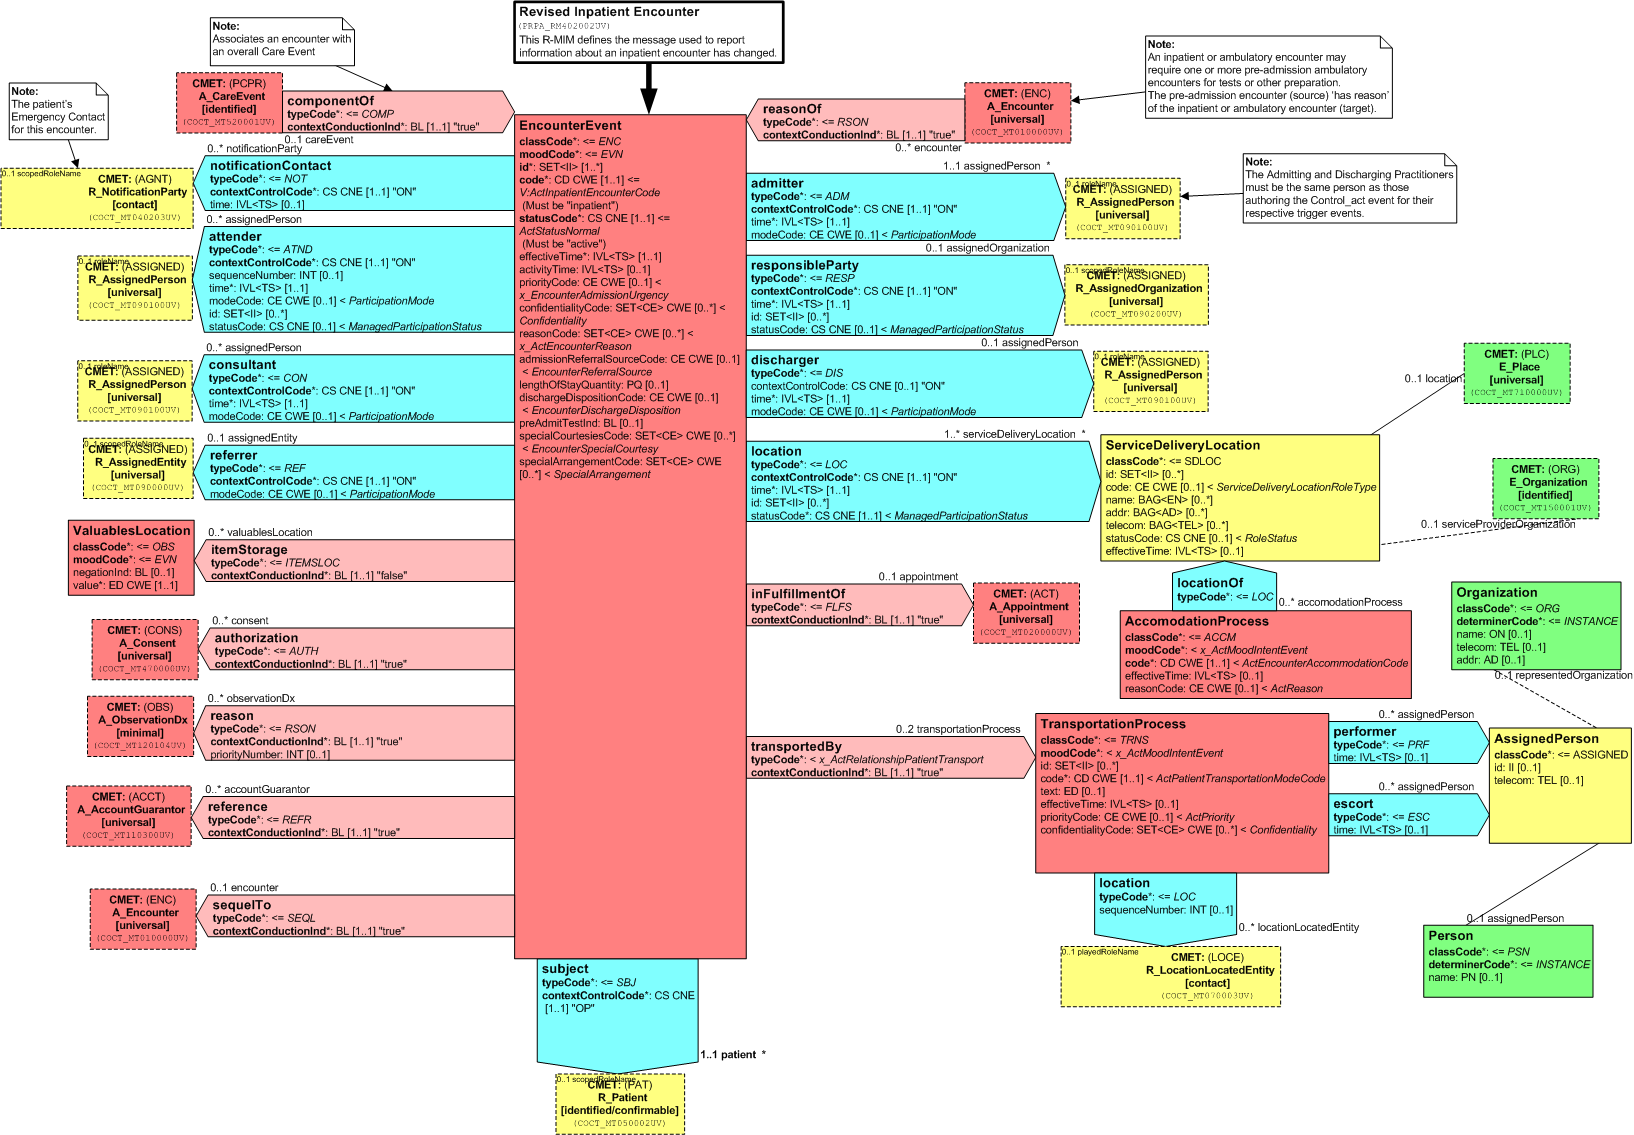 Revised Inpatient Encounter
(PRPA_RM402002UV)
This R-MIM defines the message used to report
information about an inpatient encounter has changed.
Note:
Associates an encounter with
an overall Care Event
Note:
An inpatient or ambulatory encounter may
require one or more pre-admission ambulatory
encounters for tests or other preparation.
The pre-admission encounter (source) 'has reason'
of the inpatient or ambulatory encounter (target).
Note:
The patient's
Emergency Contact
for this encounter.
Note:
The Admitting and Discharging Practitioners
must be the same person as those
authoring the Control_act event for their
respective trigger events.
CMET: (PCPR)
A_CareEvent
[identified]
(COCT_MT520001UV)
componentOf
typeCode*: <= COMP
contextConductionInd*: BL [1..1] "true"
0..1 careEvent
0..* notificationParty
0..1 scopedRoleName
CMET: (AGNT)
R_NotificationParty
[contact]
(COCT_MT040203UV)
notificationContact
typeCode*: <= NOT
contextControlCode*: CS CNE [1..1] "ON"
time: IVL<TS> [0..1]
0..* assignedPerson
0..1 roleName
CMET: (ASSIGNED)
R_AssignedPerson
[universal]
(COCT_MT090100UV)
attender
typeCode*: <= ATND
contextControlCode*: CS CNE [1..1] "ON"
sequenceNumber: INT [0..1]
time*: IVL<TS> [1..1]
modeCode: CE CWE [0..1] < ParticipationMode
id: SET<II> [0..*]
statusCode: CS CNE [0..1] < ManagedParticipationStatus
0..* assignedPerson
0..1 roleName
CMET: (ASSIGNED)
R_AssignedPerson
[universal]
(COCT_MT090100UV)
consultant
typeCode*: <= CON
contextControlCode*: CS CNE [1..1] "ON"
time*: IVL<TS> [1..1]
modeCode: CE CWE [0..1] < ParticipationMode
0..1 assignedEntity
0..1 scopedRoleName
CMET: (ASSIGNED)
R_AssignedEntity
[universal]
(COCT_MT090000UV)
referrer
typeCode*: <= REF
contextControlCode*: CS CNE [1..1] "ON"
modeCode: CE CWE [0..1] < ParticipationMode
ValuablesLocation
classCode*: <= OBS
moodCode*: <= EVN
negationInd: BL [0..1]
value*: ED CWE [1..1]
0..* valuablesLocation
itemStorage
typeCode*: <= ITEMSLOC
contextConductionInd*: BL [1..1] "false"
0..* consent
CMET: (CONS)
A_Consent
[universal]
(COCT_MT470000UV)
authorization
typeCode*: <= AUTH
contextConductionInd*: BL [1..1] "true"
0..* observationDx
CMET: (OBS)
A_ObservationDx
[minimal]
(COCT_MT120104UV)
reason
typeCode*: <= RSON
contextConductionInd*: BL [1..1] "true"
priorityNumber: INT [0..1]
0..* accountGuarantor
CMET: (ACCT)
A_AccountGuarantor
[universal]
(COCT_MT110300UV)
reference
typeCode*: <= REFR
contextConductionInd*: BL [1..1] "true"
0..1 encounter
CMET: (ENC)
A_Encounter
[universal]
(COCT_MT010000UV)
sequelTo
typeCode*: <= SEQL
contextConductionInd*: BL [1..1] "true"
EncounterEvent
classCode*: <= ENC
moodCode*: <= EVN
id*: SET<II> [1..*]
code*: CD CWE [1..1] <=
V:ActInpatientEncounterCode
(Must be "inpatient")
statusCode*: CS CNE [1..1] <=
ActStatusNormal
(Must be "active")
effectiveTime*: IVL<TS> [1..1]
activityTime: IVL<TS> [0..1]
priorityCode: CE CWE [0..1] <
x_EncounterAdmissionUrgency
confidentialityCode: SET<CE> CWE [0..*] <
Confidentiality
reasonCode: SET<CE> CWE [0..*] <
x_ActEncounterReason
admissionReferralSourceCode: CE CWE [0..1]
< EncounterReferralSource
lengthOfStayQuantity: PQ [0..1]
dischargeDispositionCode: CE CWE [0..1]
< EncounterDischargeDisposition
preAdmitTestInd: BL [0..1]
specialCourtesiesCode: SET<CE> CWE [0..*]
< EncounterSpecialCourtesy
specialArrangementCode: SET<CE> CWE
[0..*] < SpecialArrangement
subject
typeCode*: <= SBJ
contextControlCode*: CS CNE
[1..1] "OP"
1..1 patient *
0..1 scopedRoleName
CMET: (PAT)
R_Patient
[identified/confirmable]
(COCT_MT050002UV)
reasonOf
typeCode*: <= RSON
contextConductionInd*: BL [1..1] "true"
0..* encounter
CMET: (ENC)
A_Encounter
[universal]
(COCT_MT010000UV)
1..1 assignedPerson *
admitter
typeCode*: <= ADM
contextControlCode*: CS CNE [1..1] "ON"
time*: IVL<TS> [1..1]
modeCode: CE CWE [0..1] < ParticipationMode
0..1 roleName
CMET: (ASSIGNED)
R_AssignedPerson
[universal]
(COCT_MT090100UV)
0..1 assignedOrganization
responsibleParty
typeCode*: <= RESP
contextControlCode*: CS CNE [1..1] "ON"
time*: IVL<TS> [1..1]
id: SET<II> [0..*]
statusCode: CS CNE [0..1] < ManagedParticipationStatus
0..1 scopedRoleName
CMET: (ASSIGNED)
R_AssignedOrganization
[universal]
(COCT_MT090200UV)
0..1 assignedPerson
discharger
typeCode*: <= DIS
contextControlCode: CS CNE [0..1] "ON"
time*: IVL<TS> [1..1]
modeCode: CE CWE [0..1] < ParticipationMode
0..1 roleName
CMET: (ASSIGNED)
R_AssignedPerson
[universal]
(COCT_MT090100UV)
1..* serviceDeliveryLocation *
location
typeCode*: <= LOC
contextControlCode*: CS CNE [1..1] "ON"
time*: IVL<TS> [1..1]
id: SET<II> [0..*]
statusCode*: CS CNE [1..1] < ManagedParticipationStatus
ServiceDeliveryLocation
classCode*: <= SDLOC
id: SET<II> [0..*]
code: CE CWE [0..1] < ServiceDeliveryLocationRoleType
name: BAG<EN> [0..*]
addr: BAG<AD> [0..*]
telecom: BAG<TEL> [0..*]
statusCode: CS CNE [0..1] < RoleStatus
effectiveTime: IVL<TS> [0..1]
0..1 location
CMET: (PLC)
E_Place
[universal]
(COCT_MT710000UV)
CMET: (ORG)
E_Organization
[identified]
(COCT_MT150001UV)
0..1 serviceProviderOrganization
locationOf
typeCode*: <= LOC
0..* accomodationProcess
AccomodationProcess
classCode*: <= ACCM
moodCode*: < x_ActMoodIntentEvent
code*: CD CWE [1..1] < ActEncounterAccommodationCode
effectiveTime: IVL<TS> [0..1]
reasonCode: CE CWE [0..1] < ActReason
0..1 appointment
inFulfillmentOf
typeCode*: <= FLFS
contextConductionInd*: BL [1..1] "true"
CMET: (ACT)
A_Appointment
[universal]
(COCT_MT020000UV)
0..2 transportationProcess
transportedBy
typeCode*: < x_ActRelationshipPatientTransport
contextConductionInd*: BL [1..1] "true"
TransportationProcess
classCode*: <= TRNS
moodCode*: < x_ActMoodIntentEvent
id: SET<II> [0..*]
code*: CD CWE [1..1] < ActPatientTransportationModeCode
text: ED [0..1]
effectiveTime: IVL<TS> [0..1]
priorityCode: CE CWE [0..1] < ActPriority
confidentialityCode: SET<CE> CWE [0..*] < Confidentiality
location
typeCode*: <= LOC
sequenceNumber: INT [0..1]
0..* locationLocatedEntity
0..1 playedRoleName
CMET: (LOCE)
R_LocationLocatedEntity
[contact]
(COCT_MT070003UV)
0..* assignedPerson
performer
typeCode*: <= PRF
time: IVL<TS> [0..1]
0..* assignedPerson
escort
typeCode*: <= ESC
time: IVL<TS> [0..1]
Organization
classCode*: <= ORG
determinerCode*: <= INSTANCE
name: ON [0..1]
telecom: TEL [0..1]
addr: AD [0..1]
0..1 representedOrganization
AssignedPerson
classCode*: <= ASSIGNED
id: II [0..1]
telecom: TEL [0..1]
0..1 assignedPerson
Person
classCode*: <= PSN
determinerCode*: <= INSTANCE
name: PN [0..1]